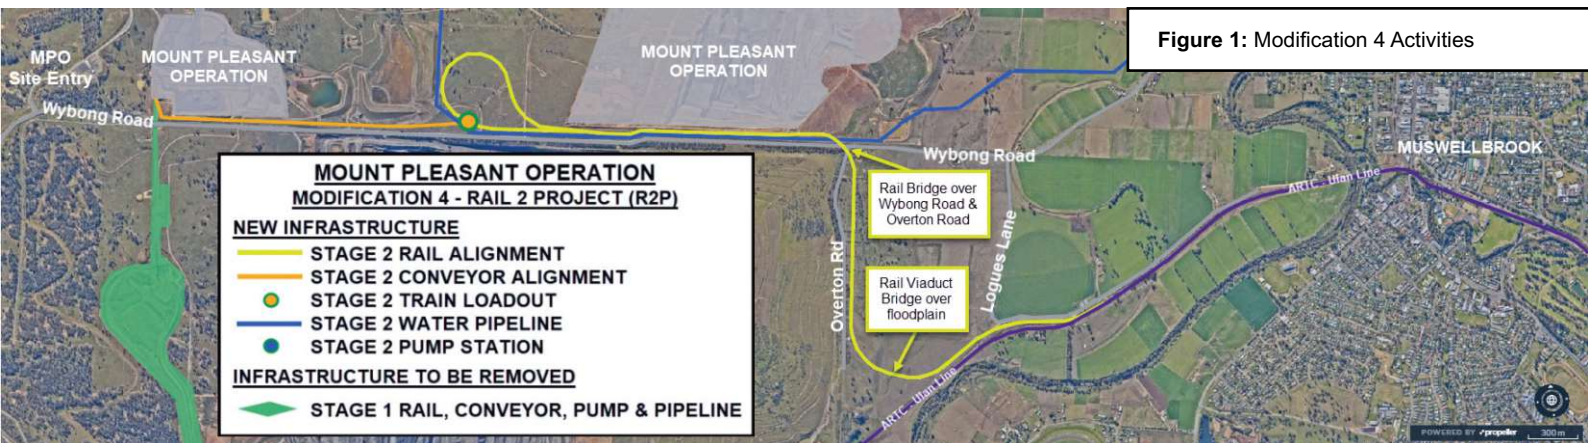 Figure 1: Modification 4 Activities
MPO
Site Entry
MOUNT PLEASANT
OPERATION
MOUNT PLEASANT
OPERATION
Wybong Road
Wybong Road
MUSWELLBROOK
ARTC - Ulan Line
Rail Bridge over
Wybong Road &
Overton Road
Overton Rd
Logues Lane
Rail Viaduct
Bridge over
floodplain
ARTC - Ulan Line
MOUNT PLEASANT OPERATION
MODIFICATION 4 - RAIL 2 PROJECT (R2P)
NEW INFRASTRUCTURE
STAGE 2 RAIL ALIGNMENT
STAGE 2 CONVEYOR ALIGNMENT
STAGE 2 TRAIN LOADOUT
STAGE 2 WATER PIPELINE
STAGE 2 PUMP STATION
INFRASTRUCTURE TO BE REMOVED
STAGE 1 RAIL, CONVEYOR, PUMP & PIPELINE
POWERED BY propeller 300 m